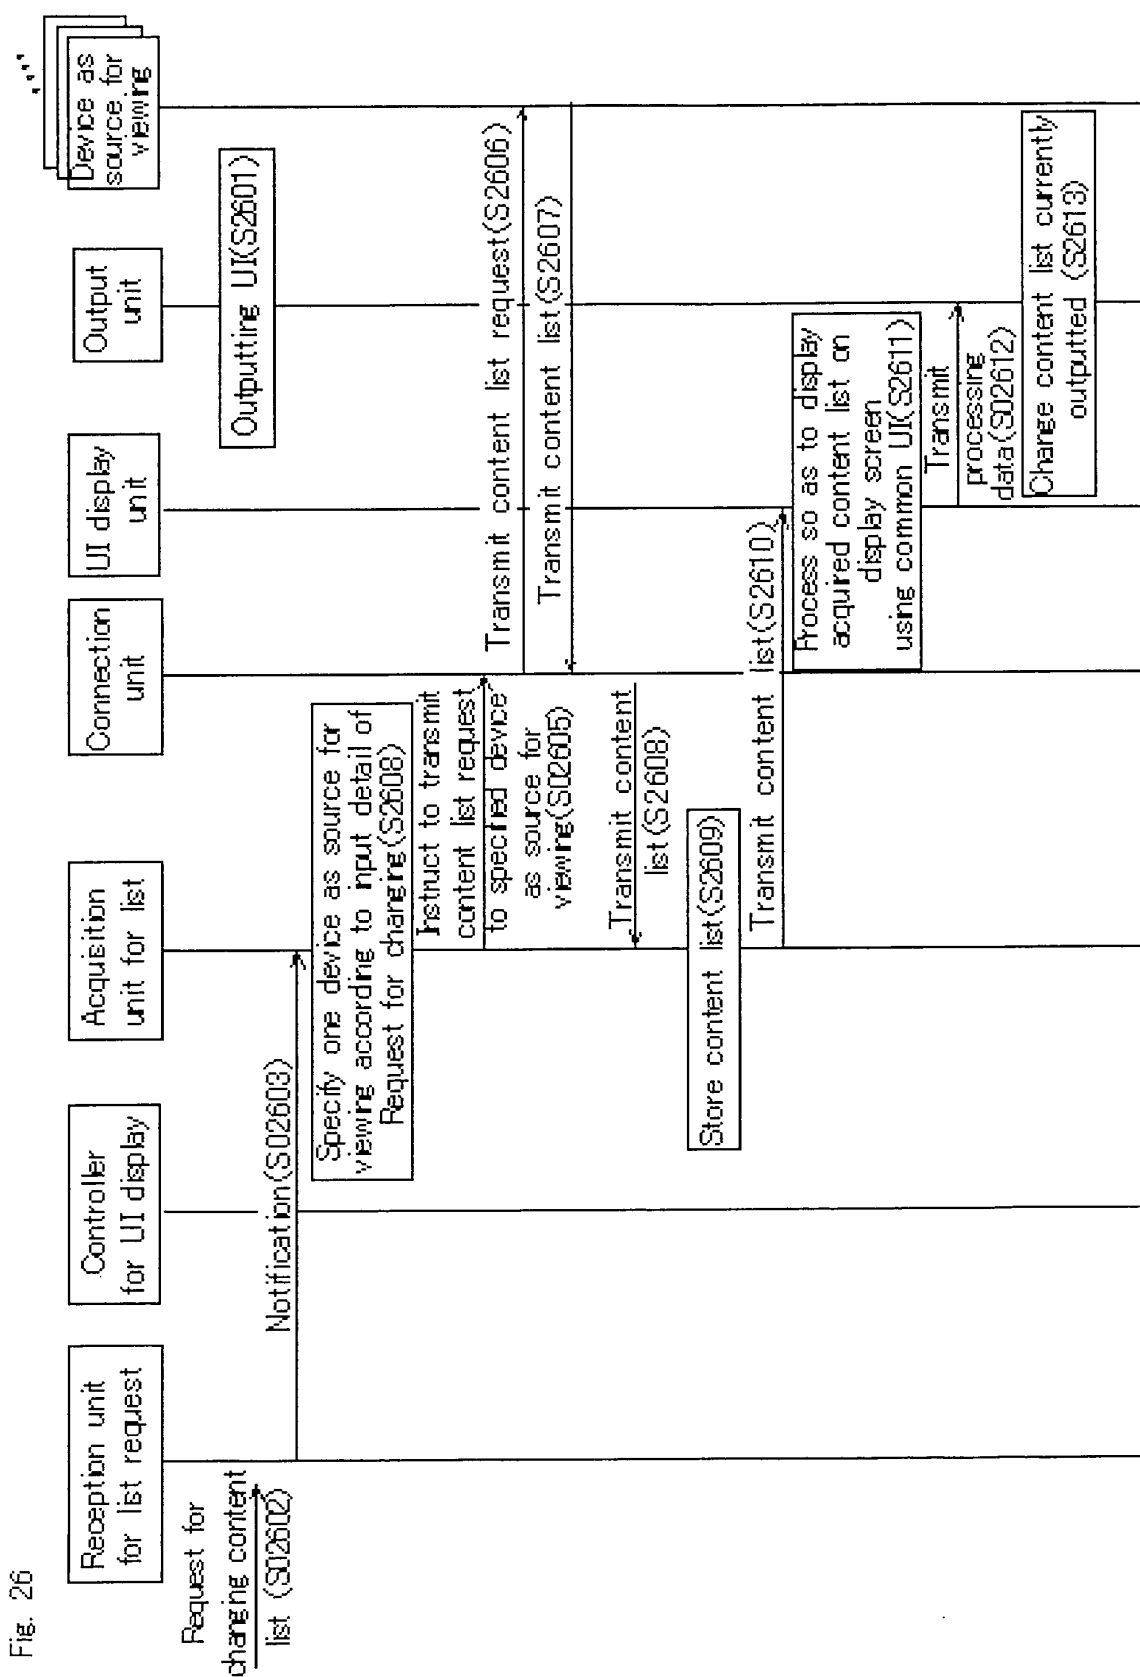 Fig. 26
Reception unit
for list request
Controller
for UI display
Acquisition
unit for list
Connection
unit
UI display
unit
Output
unit
Device as
source for
viewing
Outputting UI(S2601)
Request for
changing content
list (S02602)
Notification(S02603)
Specify one device as source for
viewing according to input detail of
Request for changing(S2608)
Instruct to transmit
content list request
to specified device
as source for
viewing(S02605)
Transmit content list request(S2606)
Transmit content list(S2607)
Transmit content
list(S2608)
Store content list(S2609)
Transmit content list(S2610)
Process so as to display
acquired content list on
display screen
using common UI(S2611)
Transmit
processing
data(S02612)
Change content list currently
outputted (S2613)